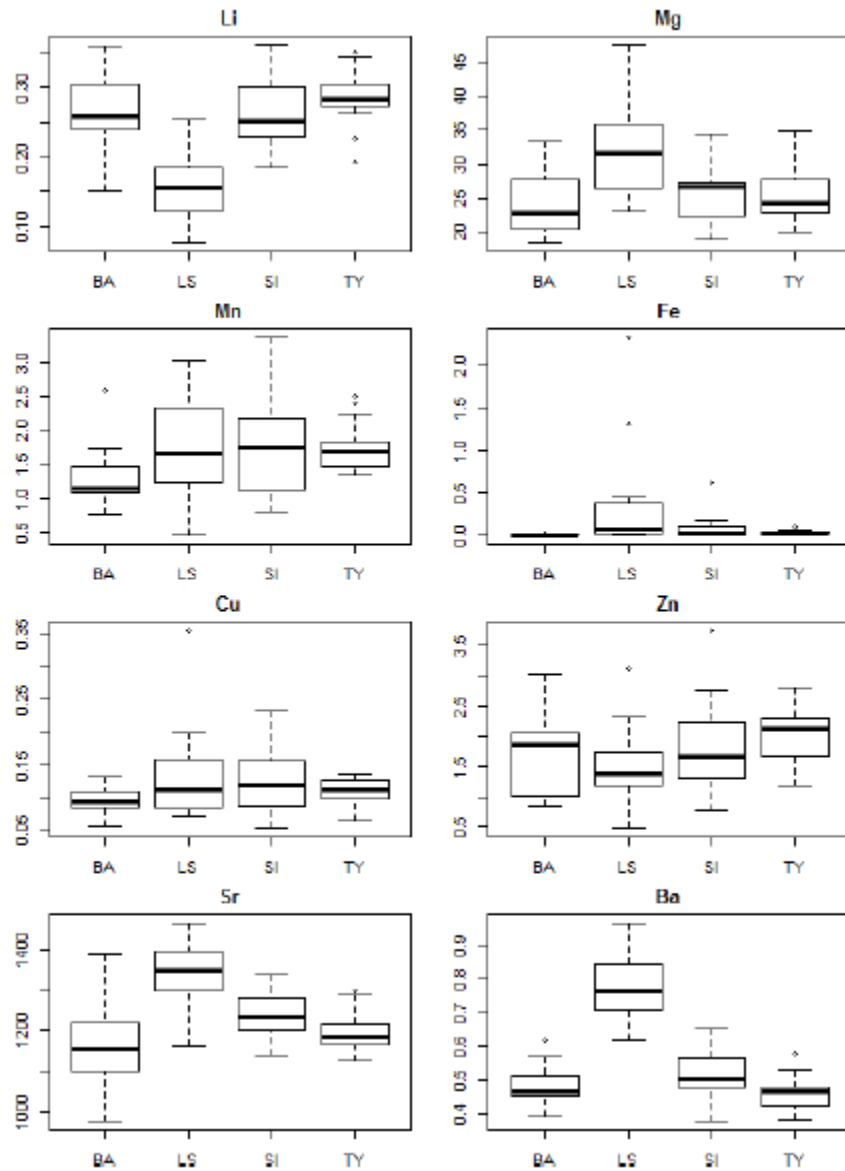 Li
0.30
0.20
0.10
BA LS SI TY
Mg
45
40
35
30
25
20
BA LS SI TY
Mn
3.0
2.5
2.0
1.5
1.0
0.5
BA LS SI TY
Fe
2.0
1.5
1.0
0.5
0.0
BA LS SI TY
Cu
0.35
0.25
0.15
0.05
BA LS SI TY
Zn
3.5
2.5
1.5
0.5
BA LS SI TY
Sr
1400
1200
1000
BA LS SI TY
Ba
0.9
0.8
0.7
0.6
0.5
0.4
BA LS SI TY